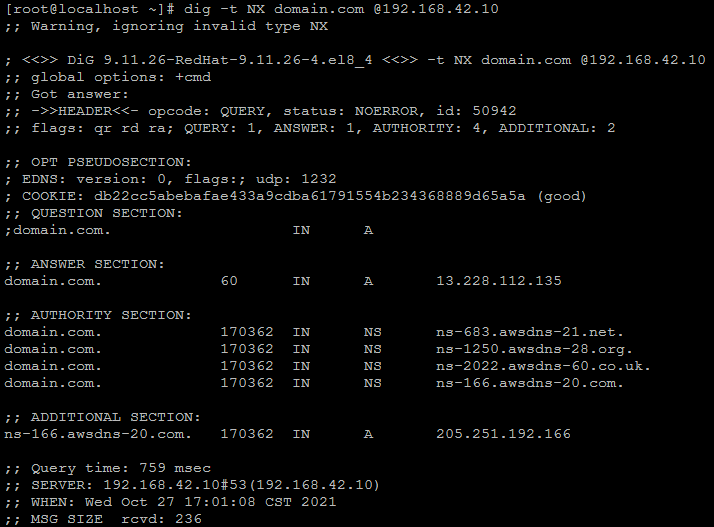 [root@localhost ~]# dig -t NX domain.com @192.168.42.10
;; Warning, ignoring invalid type NX

; <<>> DiG 9.11.26-RedHat-9.11.26-4.el8_4 <<>> -t NX domain.com @192.168.42.10
;; global options: +cmd
;; Got answer:
;; ->>HEADER<<- opcode: QUERY, status: NOERROR, id: 50942
;; flags: qr rd ra; QUERY: 1, ANSWER: 1, AUTHORITY: 4, ADDITIONAL: 2

;; OPT PSEUDOSECTION:
; EDNS: version: 0, flags:; udp: 1232
; COOKIE: db22cc5abebafae433a9cdba61791554b234368889d65a5a (good)
;; QUESTION SECTION:
;domain.com. IN A

;; ANSWER SECTION:
domain.com. 60 IN A 13.228.112.135

;; AUTHORITY SECTION:
domain.com. 170362 IN NS ns-683.awsdns-21.net.
domain.com. 170362 IN NS ns-1250.awsdns-28.org.
domain.com. 170362 IN NS ns-2022.awsdns-60.co.uk.
domain.com. 170362 IN NS ns-166.awsdns-20.com.

;; ADDITIONAL SECTION:
ns-166.awsdns-20.com. 170362 IN A 205.251.192.166

;; Query time: 759 msec
;; SERVER: 192.168.42.10#53(192.168.42.10)
;; WHEN: Wed Oct 27 17:01:08 CST 2021
;; MSG SIZE rcvd: 236